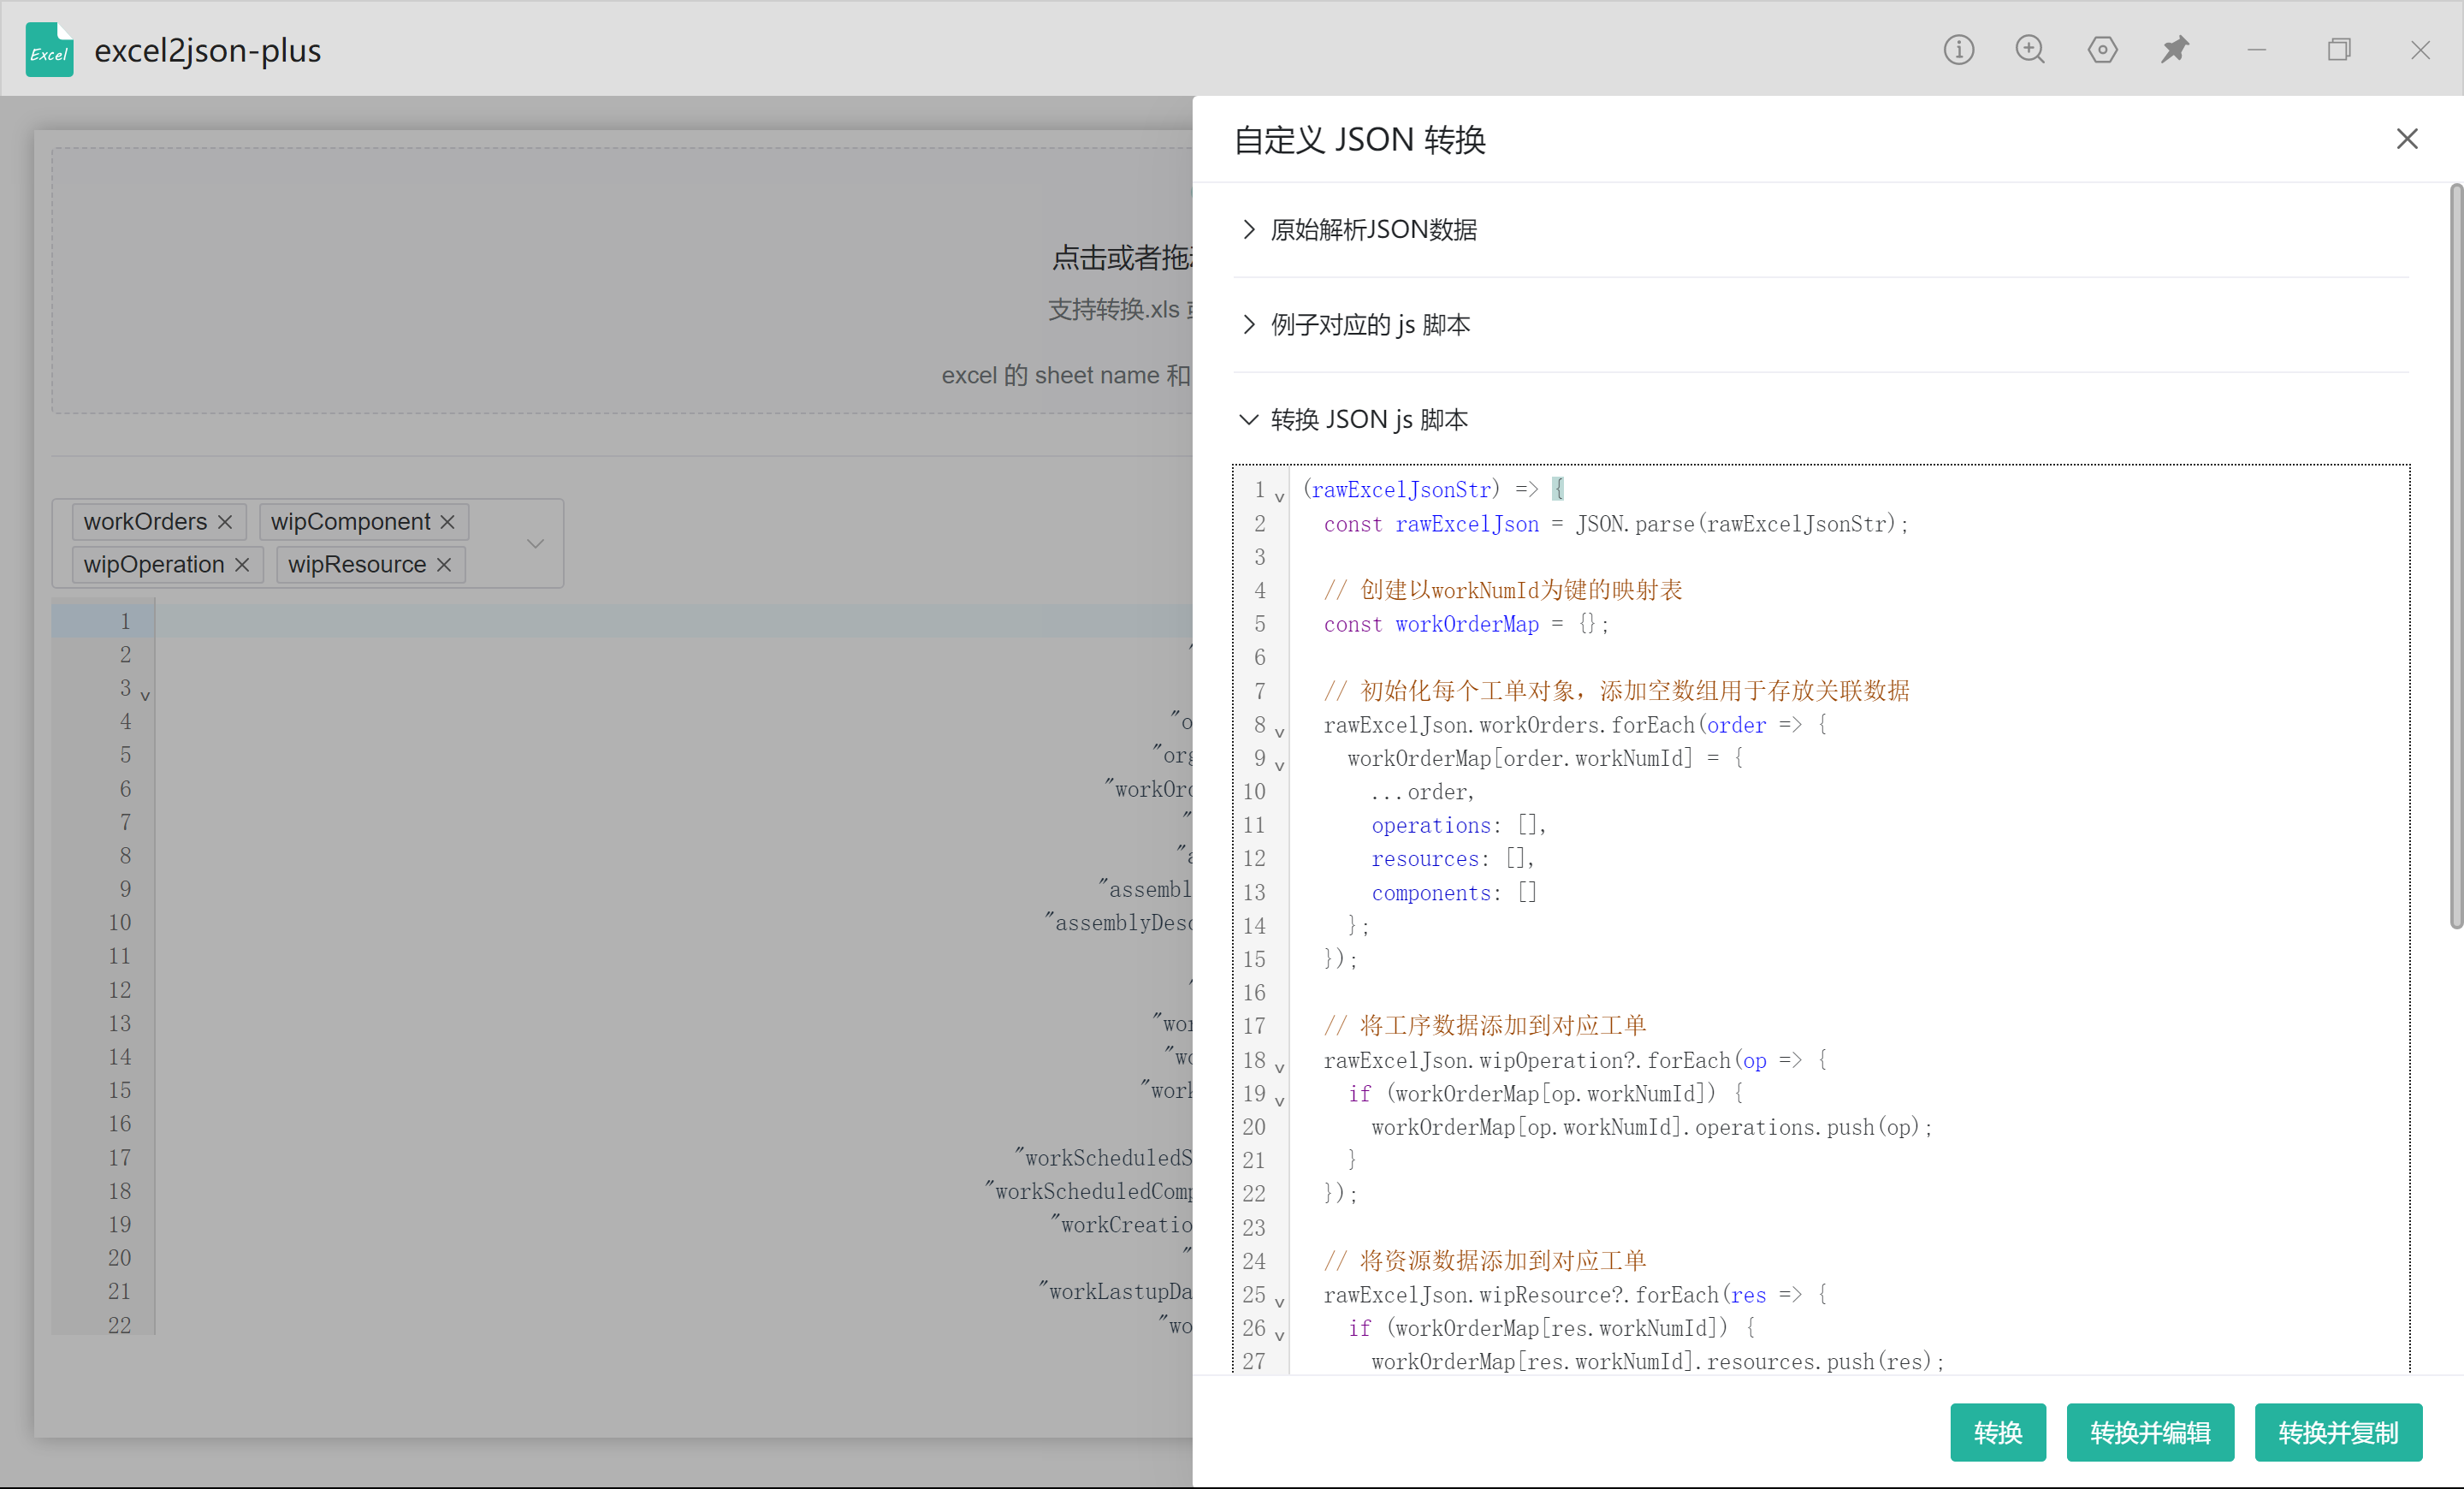 Excel
excel2json-plus
点击或者拖
支持转换.xls
excel 的 sheet name 和
workOrders
wipComponent
wipOperation
wipResource
1
2
3
4 "o
5 "org
6 "workOrd
7 "
8 "a
9 "assembl
10 "assemblyDesc
11
12 "
13 "wor
14 "wo
15 "work
16
17 "workScheduledS
18 "workScheduledComp
19 "workCreatio
20 "
21 "workLastupDa
22 "wo
自定义 JSON 转换
原始解析JSON数据
例子对应的 js 脚本
转换 JSON js 脚本
1 (rawExcelJsonStr) => {
2 const rawExcelJson = JSON.parse(rawExcelJsonStr);
3
4 // 创建以workNumId为键的映射表
5 const workOrderMap = {};
6
7 // 初始化每个工单对象，添加空数组用于存放关联数据
8 rawExcelJson.workOrders.forEach(order => {
9 workOrderMap[order.workNumId] = {
10 ...order,
11 operations: [],
12 resources: [],
13 components: []
14 };
15 });
16
17 // 将工序数据添加到对应工单
18 rawExcelJson.wipOperation?.forEach(op => {
19 if (workOrderMap[op.workNumId]) {
20 workOrderMap[op.workNumId].operations.push(op);
21 }
22 });
23
24 // 将资源数据添加到对应工单
25 rawExcelJson.wipResource?.forEach(res => {
26 if (workOrderMap[res.workNumId]) {
27 workOrderMap[res.workNumId].resources.push(res);
转换
转换并编辑
转换并复制